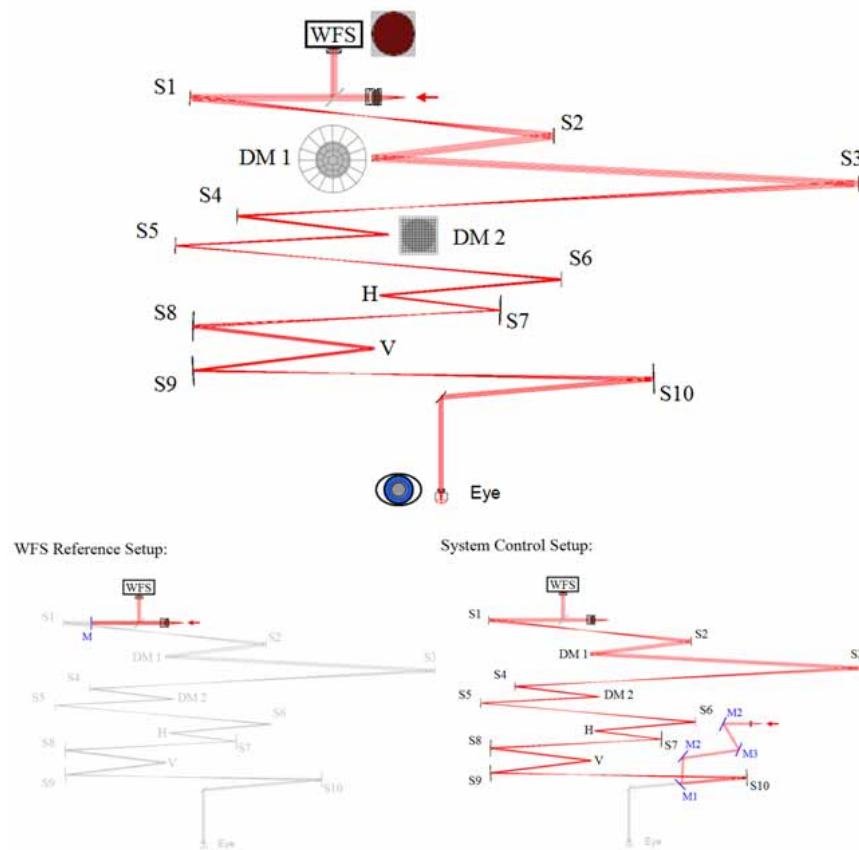 WFS
S1
S2
DM 1
S3
S4
S5
DM 2
S6
H
S7
S8
V
S9
S10
Eye
WFS Reference Setup:
System Control Setup:
WFS
S1
M
S2
DM 1
S3
S4
S5
DM 2
S6
H
S7
S8
V
S9
S10
Eye
WFS
S1
S2
DM 1
S4
S5
DM 2
S6
M2
H
S7
M2
M3
S8
V
S9
M1
S10
Eye